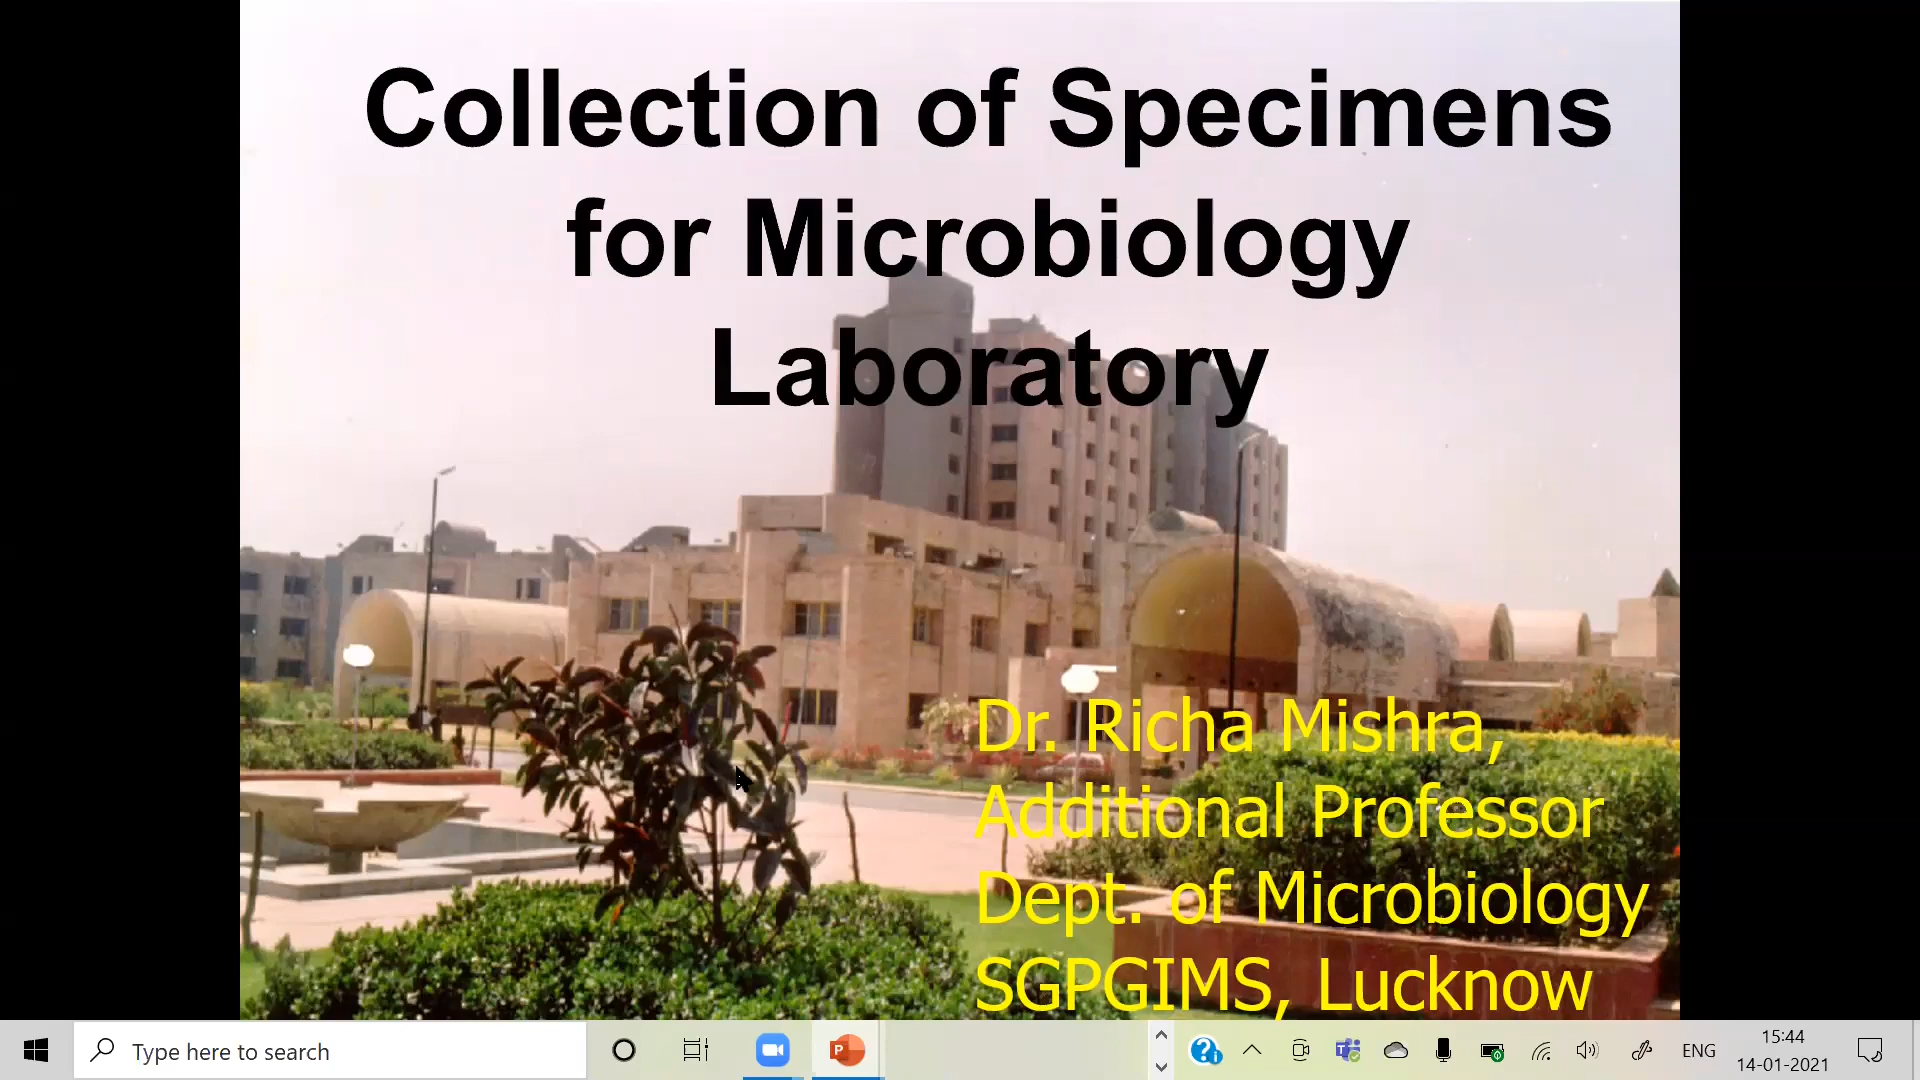 Collection of Specimens
for Microbiology
Laboratory
Dr. Richa Mishra,
Additional Professor
Dept. of Microbiology
SGPGIMS, Lucknow
Type here to search
ENG
15:44
14-01-2021